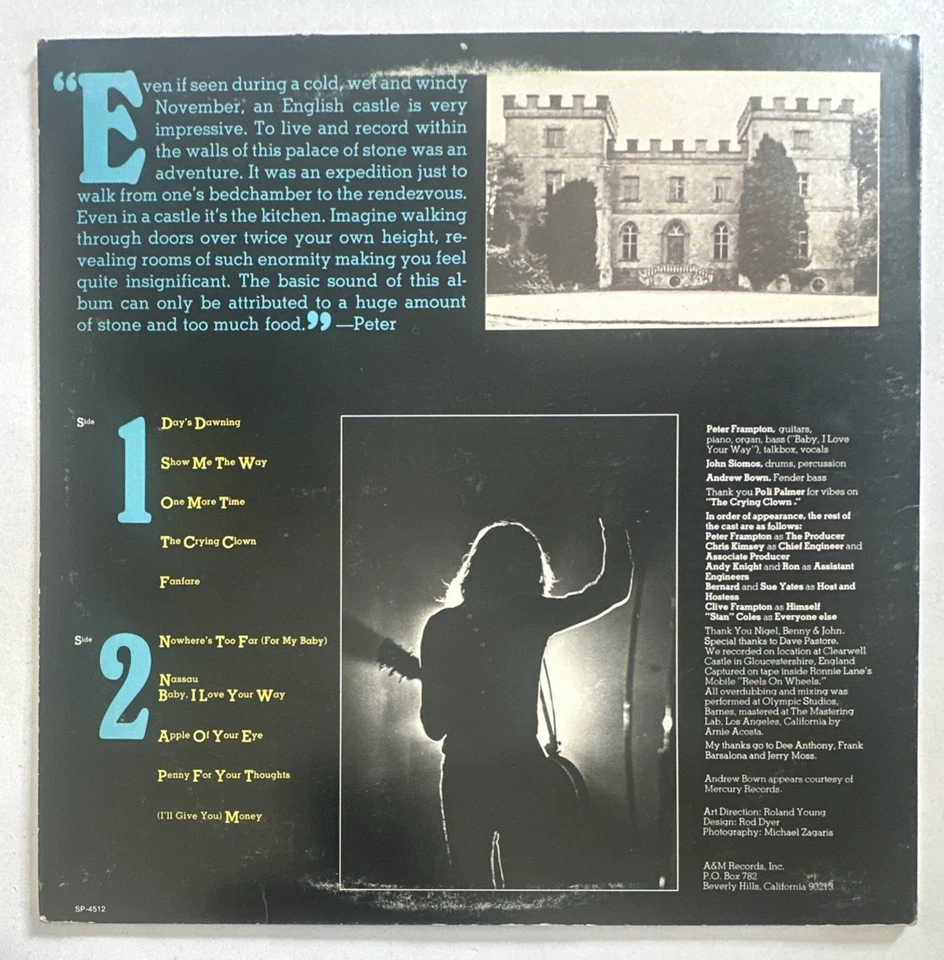 “Even if seen during a cold, wet and windy
November, an English castle is very
impressive. To live and record within
the walls of this palace of stone was an
adventure. It was an expedition just to
walk from one's bedchamber to the rendezvous.
Even in a castle it's the kitchen. Imagine walking
through doors over twice your own height, re-
vealing rooms of such enormity making you feel
quite insignificant. The basic sound of this al-
bum can only be attributed to a huge amount
of stone and too much food.” —Peter
Side 1
Day's Dawning
Show Me The Way
One More Time
The Crying Clown
Fanfare
Side 2
Nowhere's Too Far (For My Baby)
Nassau
Baby, I Love Your Way
Apple Of Your Eye
Penny For Your Thoughts
(I'll Give You) Money
SP-4512
Peter Frampton, guitars,
piano, organ, bass ("Baby, I Love
Your Way"), talkbox, vocals
John Siomos, drums, percussion
Andrew Bown, Fender bass
Thank you Poli Palmer for vibes on
"The Crying Clown."
In order of appearance, the rest of
the cast are as follows:
Peter Frampton as The Producer
Chris Kimsey as Chief Engineer and
Associate Producer
Andy Knight and Ron as Assistant
Engineers
Bernard and Sue Yates as Host and
Hostess
Clive Frampton as Himself
"Stan" Coles as Everyone else
Thank You Nigel, Benny & John.
Special thanks to Dave Pastore.
We recorded on location at Clearwell
Castle in Gloucestershire, England
Captured on tape inside Ronnie Lane's
Mobile "Reels On Wheels."
All overdubbing and mixing was
performed at Olympic Studios,
Barnes, mastered at The Mastering
Lab, Los Angeles, California by
Arnie Acosta.
My thanks go to Dee Anthony, Frank
Barsalona and Jerry Moss.
Andrew Bown appears courtesy of
Mercury Records.
Art Direction: Roland Young
Design: Rod Dyer
Photography: Michael Zagaris
A&M Records, Inc.
P.O. Box 782
Beverly Hills, California 90213